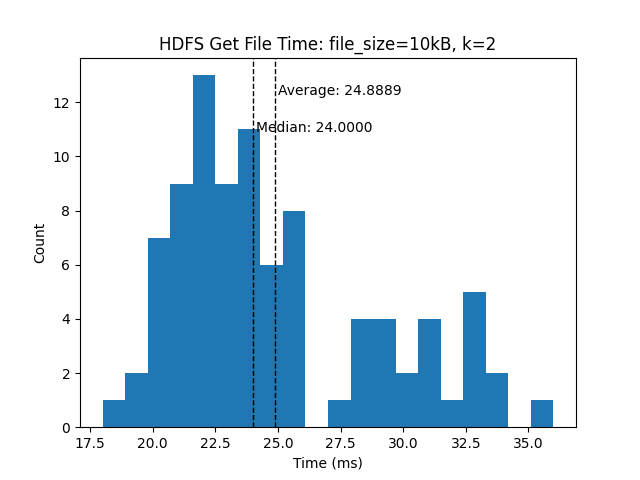 HDFS Get File Time: file_size=10kB, k=2
Average: 24.8889
Median: 24.0000
Count
12
10
8
6
4
2
0
17.5 20.0 22.5 25.0 27.5 30.0 32.5 35.0
Time (ms)